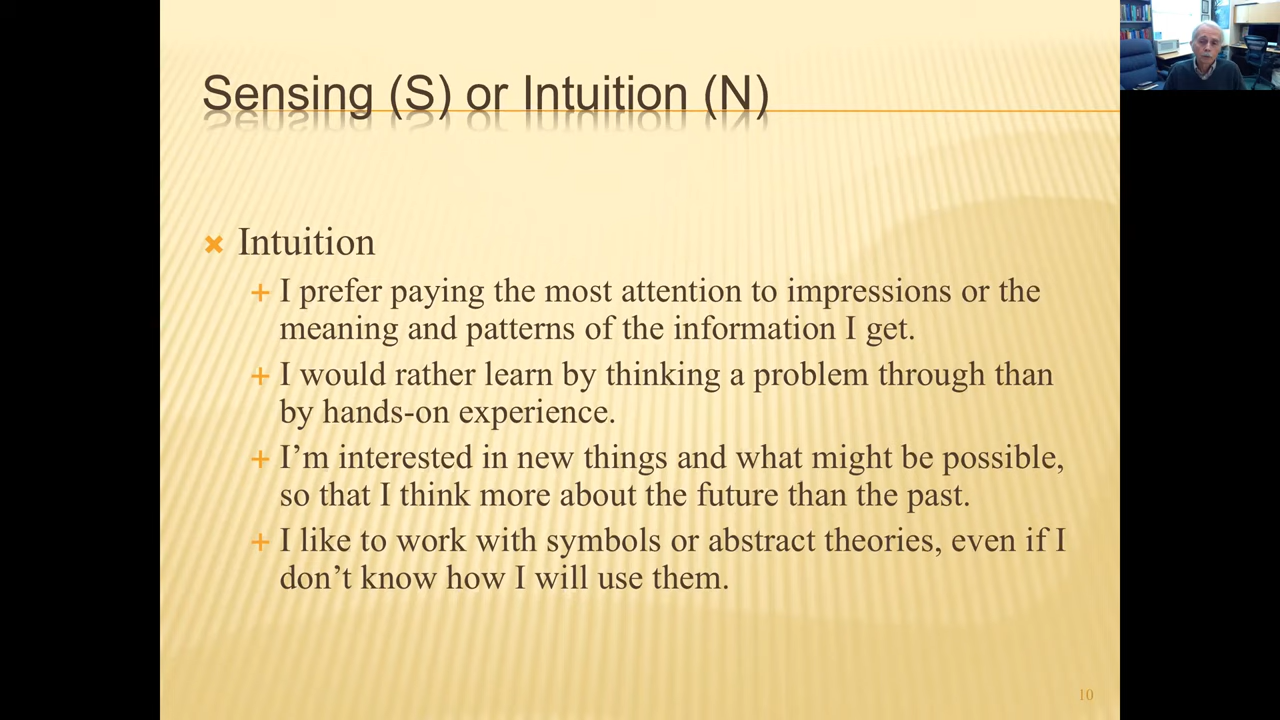 Sensing (S) or Intuition (N)
Intuition
I prefer paying the most attention to impressions or the
meaning and patterns of the information I get.
I would rather learn by thinking a problem through than
by hands-on experience.
I’m interested in new things and what might be possible,
so that I think more about the future than the past.
I like to work with symbols or abstract theories, even if I
don’t know how I will use them.
10